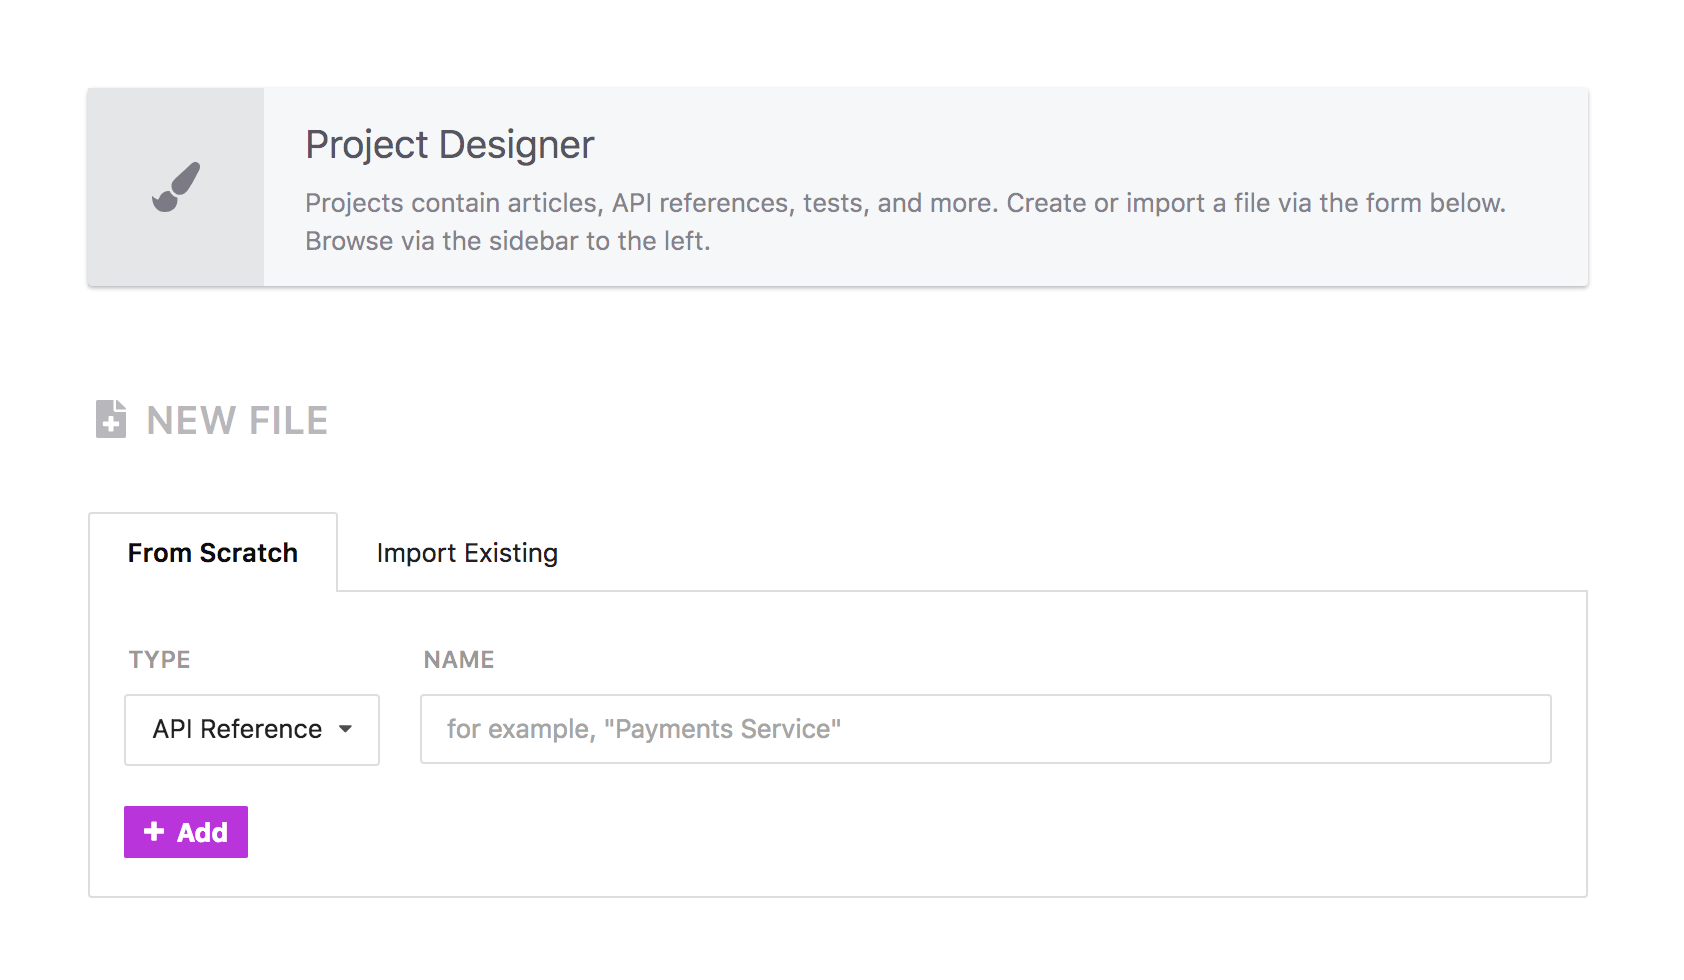 Project Designer
Projects contain articles, API references, tests, and more. Create or import a file via the form below.
Browse via the sidebar to the left.
NEW FILE
From Scratch
Import Existing
TYPE
NAME
API Reference
for example, "Payments Service"
Add